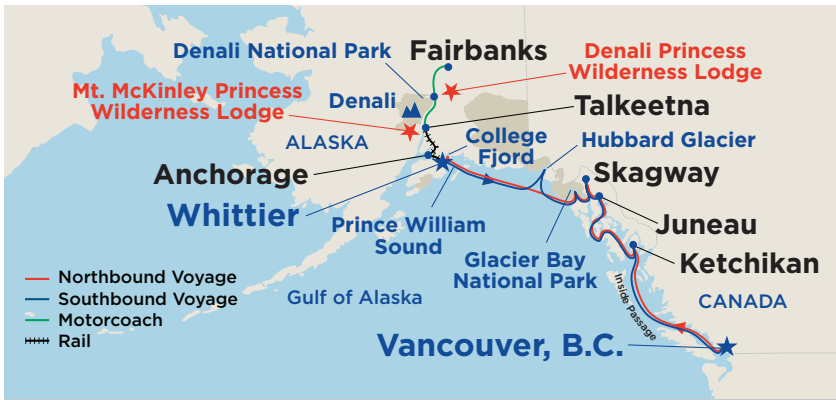 Fairbanks
Denali National Park
Denali Princess
Wilderness Lodge
Mt. McKinley Princess
Wilderness Lodge
Denali
Talkeetna
ALASKA
College
Fjord
Hubbard Glacier
Anchorage
Skagway
Whittier
Prince William
Sound
Juneau
Glacier Bay
National Park
Ketchikan
Northbound Voyage
Southbound Voyage
Motorcoach
Rail
Gulf of Alaska
Inside Passage
CANADA
Vancouver, B.C.